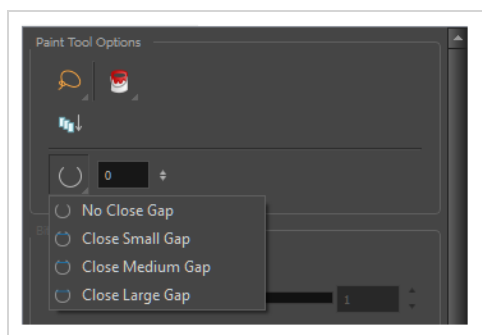 Paint Tool Options
0
No Close Gap
Close Small Gap
Close Medium Gap
Close Large Gap
1